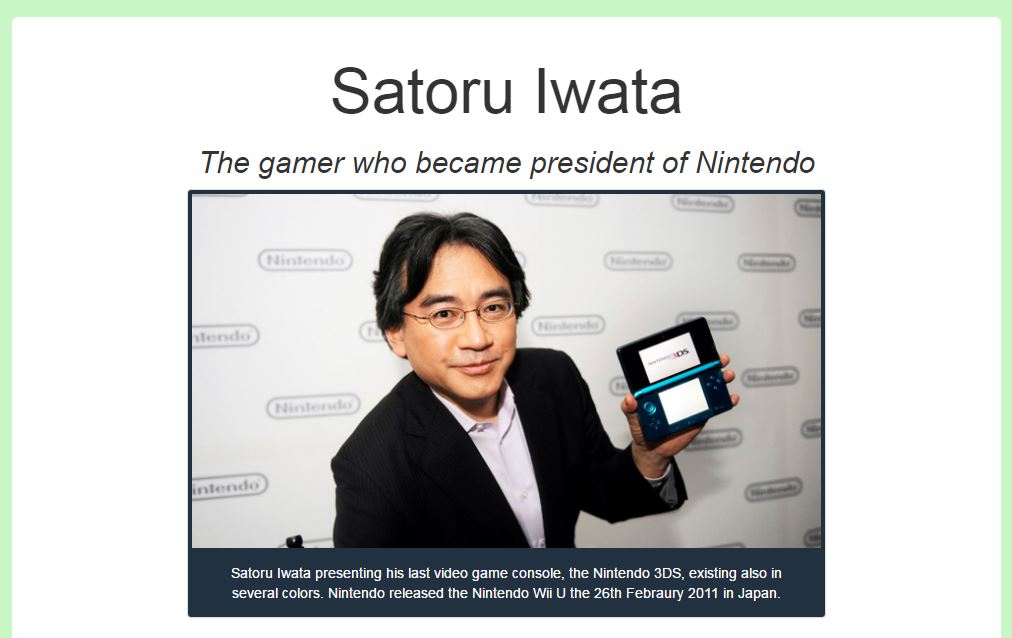 Satoru Iwata
The gamer who became president of Nintendo
Nintendo
Nintendo
Nintendo
Nintendo
Nintendo
Nintendo
Nintendo
Nintendo
NINTENDO3DS
Nintendo
Nintendo
Nintendo
Nintendo
Satoru Iwata presenting his last video game console, the Nintendo 3DS, existing also in
several colors. Nintendo released the Nintendo Wii U the 26th Febraury 2011 in Japan.